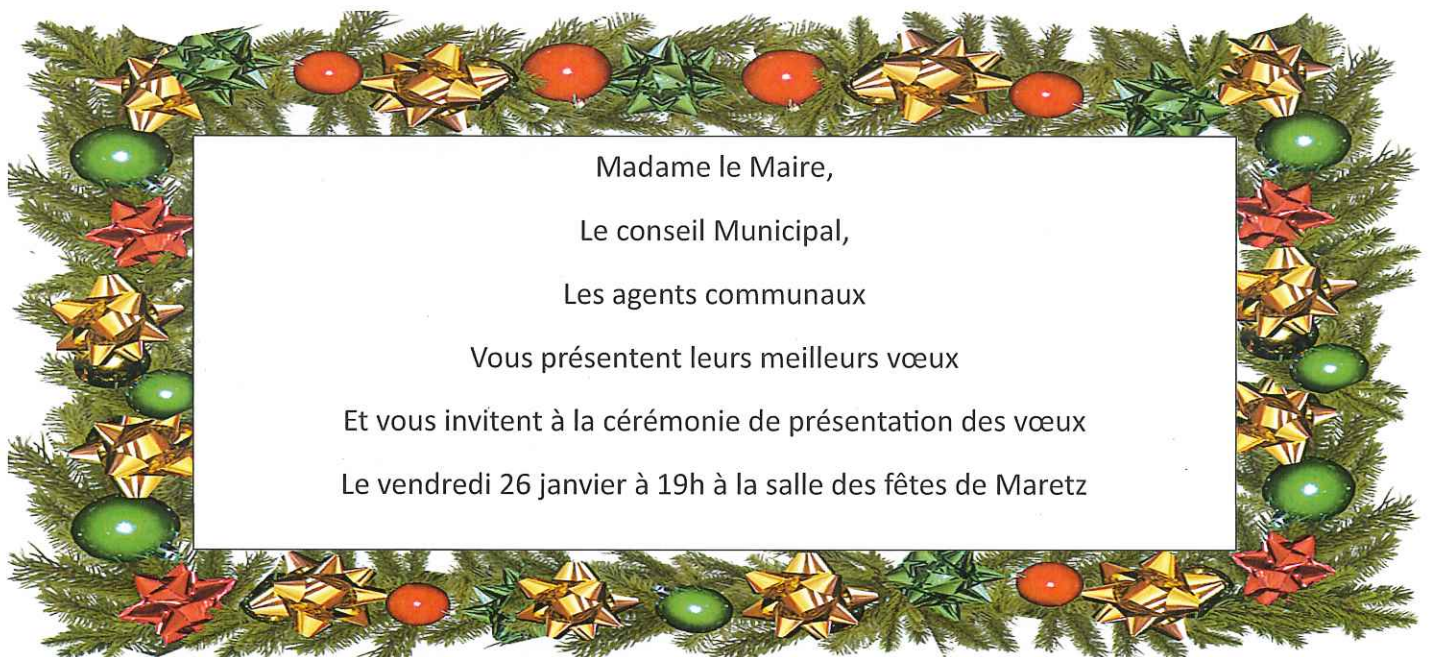 Madame le Maire,
Le conseil Municipal,
Les agents communaux
Vous présentent leurs meilleurs vœux
Et vous invitent à la cérémonie de présentation des vœux
Le vendredi 26 janvier à 19h à la salle des fêtes de Maretz